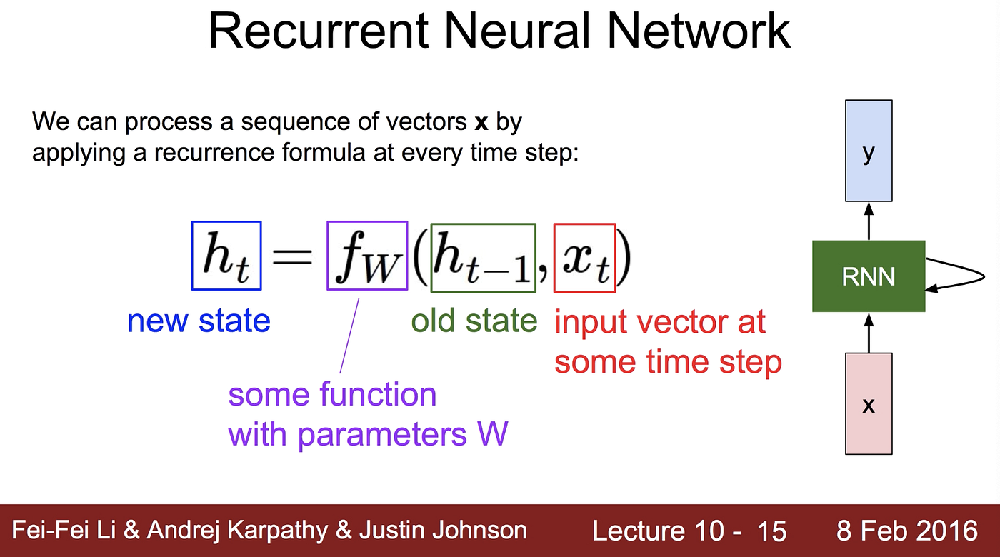 Recurrent Neural Network
We can process a sequence of vectors x by
applying a recurrence formula at every time step:
h_t = f_W(h_{t-1}, x_t)
new state
old state
input vector at
some time step
some function
with parameters W
y
RNN
x
Fei-Fei Li & Andrej Karpathy & Justin Johnson
Lecture 10 - 15
8 Feb 2016